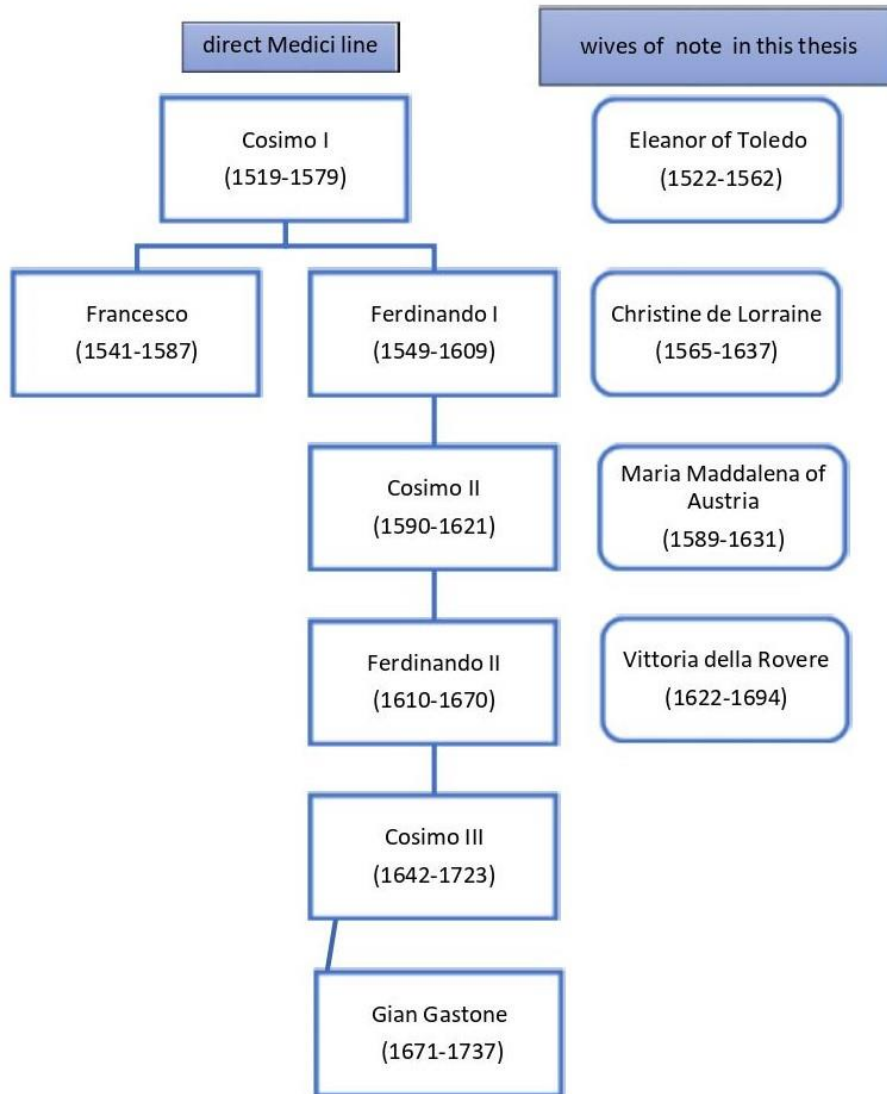 direct Medici line
wives of note in this thesis
Cosimo I
(1519-1579)
Eleanor of Toledo
(1522-1562)
Francesco
(1541-1587)
Ferdinando I
(1549-1609)
Christine de Lorraine
(1565-1637)
Cosimo II
(1590-1621)
Maria Maddalena of
Austria
(1589-1631)
Ferdinando II
(1610-1670)
Vittoria della Rovere
(1622-1694)
Cosimo III
(1642-1723)
Gian Gastone
(1671-1737)